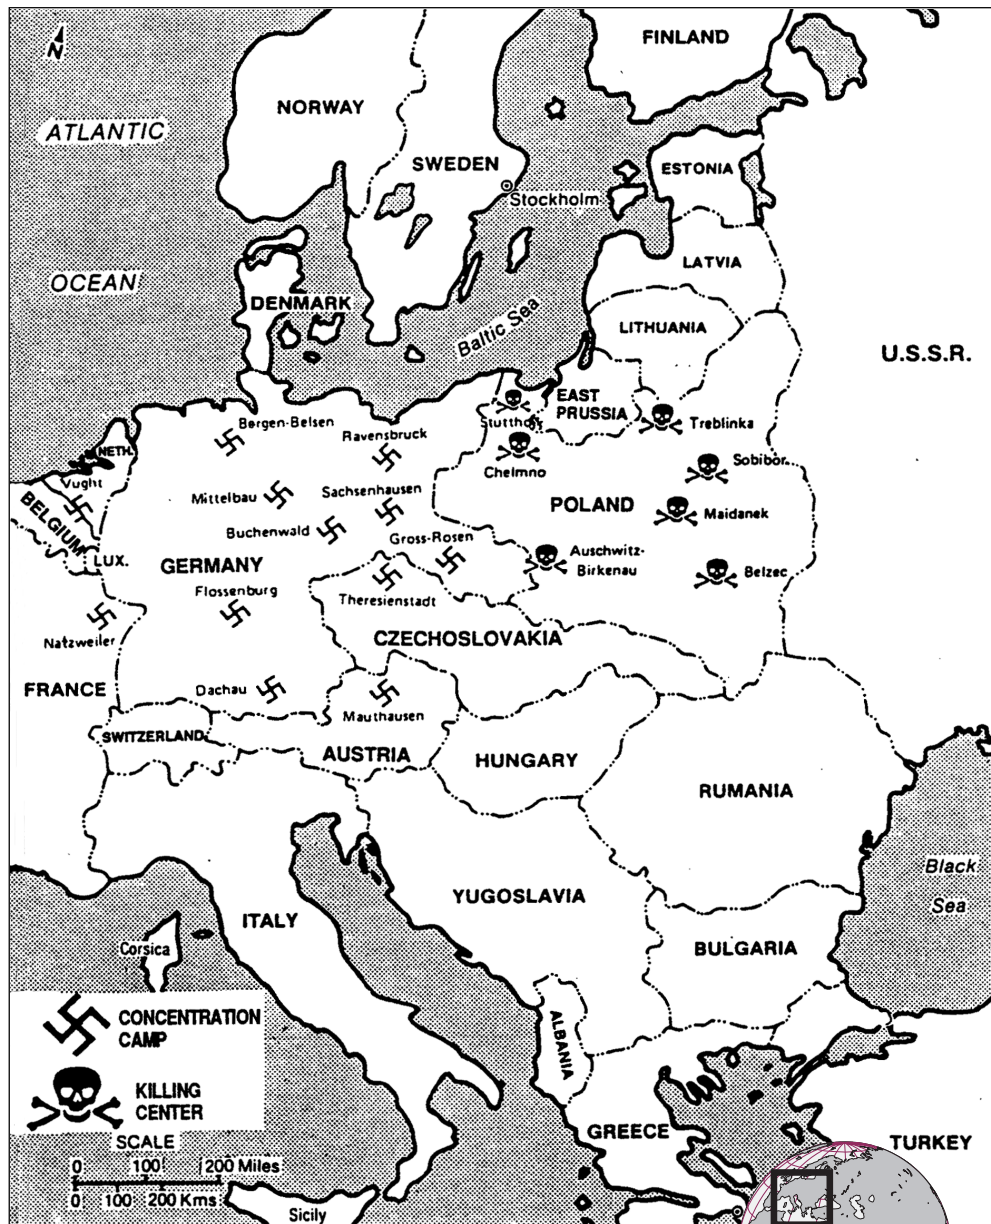 N
FINLAND
NORWAY
ATLANTIC
SWEDEN
ESTONIA
Stockholm
LATVIA
OCEAN
DENMARK
Baltic Sea
LITHUANIA
U.S.S.R.
EAST
PRUSSIA
Bergen-Belsen
Ravensbruck
Stutthof
Treblinka
NETH.
Chelmno
Sobibor
Vught
Mittelbau
Sachsenhausen
POLAND
Maidanek
BELGIUM
Buchenwald
Gross-Rosen
LUX.
GERMANY
Auschwitz-
Birkenau
Belzec
Flossenburg
Theresienstadt
Natzweiler
CZECHOSLOVAKIA
FRANCE
Dachau
Mauthausen
SWITZERLAND
AUSTRIA
HUNGARY
RUMANIA
Black
Sea
YUGOSLAVIA
ITALY
BULGARIA
Corsica
CONCENTRATION
CAMP
ALBANIA
KILLING
CENTER
GREECE
TURKEY
SCALE
0 100 200 Miles
0 100 200 Kms
Sicily